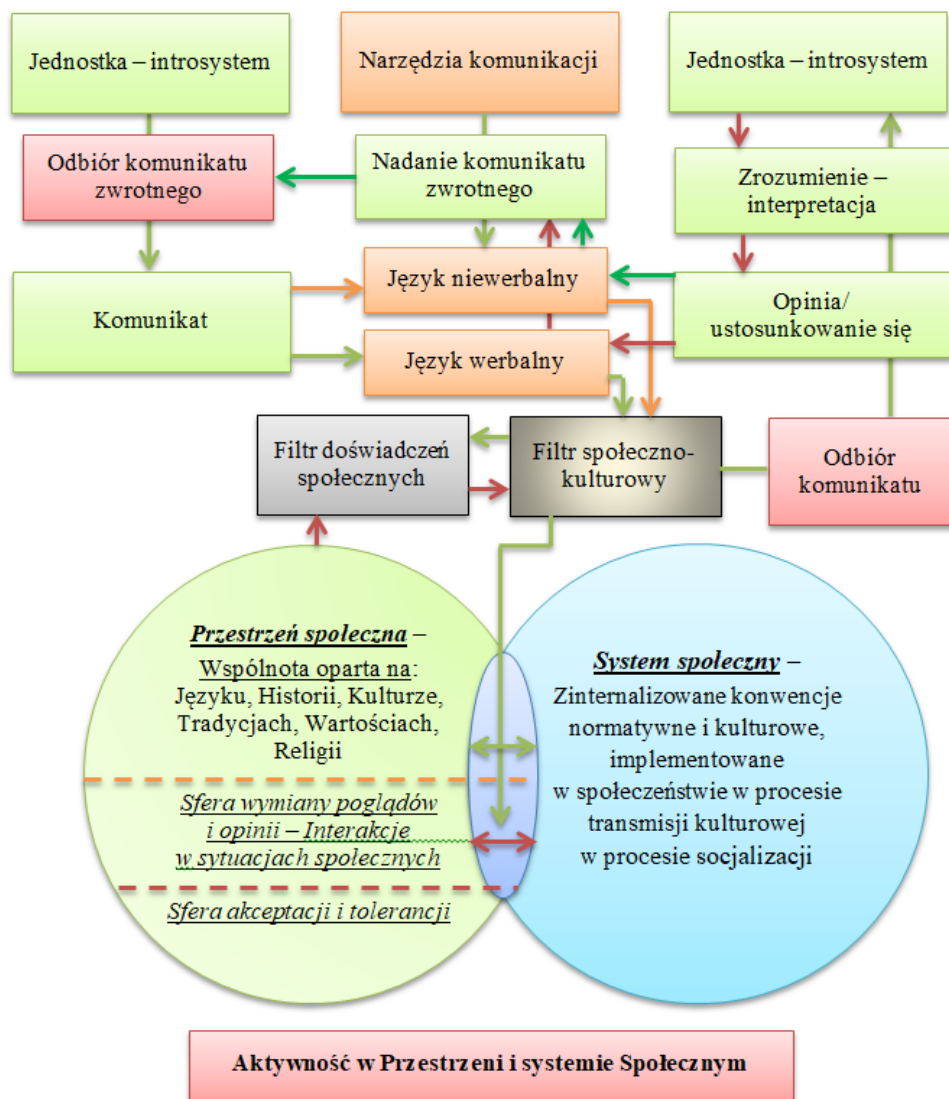 Jednostka – introsystem
Narzędzia komunikacji
Jednostka – introsystem
Odbiór komunikatu
zwrotnego
Nadanie komunikatu
zwrotnego
Zrozumienie –
interpretacja
Komunikat
Język niewerbalny
Opinia/
ustosunkowanie się
Język werbalny
Filtr doświadczeń
społecznych
Filtr społeczno-
kulturowy
Odbiór
komunikatu
Przestrzeń społeczna –
Wspólnota oparta na:
Języku, Historii, Kulturze,
Tradycjach, Wartościach,
Religii
Sfera wymiany poglądów
i opinii – Interakcje
w sytuacjach społecznych
Sfera akceptacji i tolerancji
System społeczny –
Zinternalizowane konwencje
normatywne i kulturowe,
implementowane
w społeczeństwie w procesie
transmisji kulturowej
w procesie socjalizacji
Aktywność w Przestrzeni i systemie Społecznym